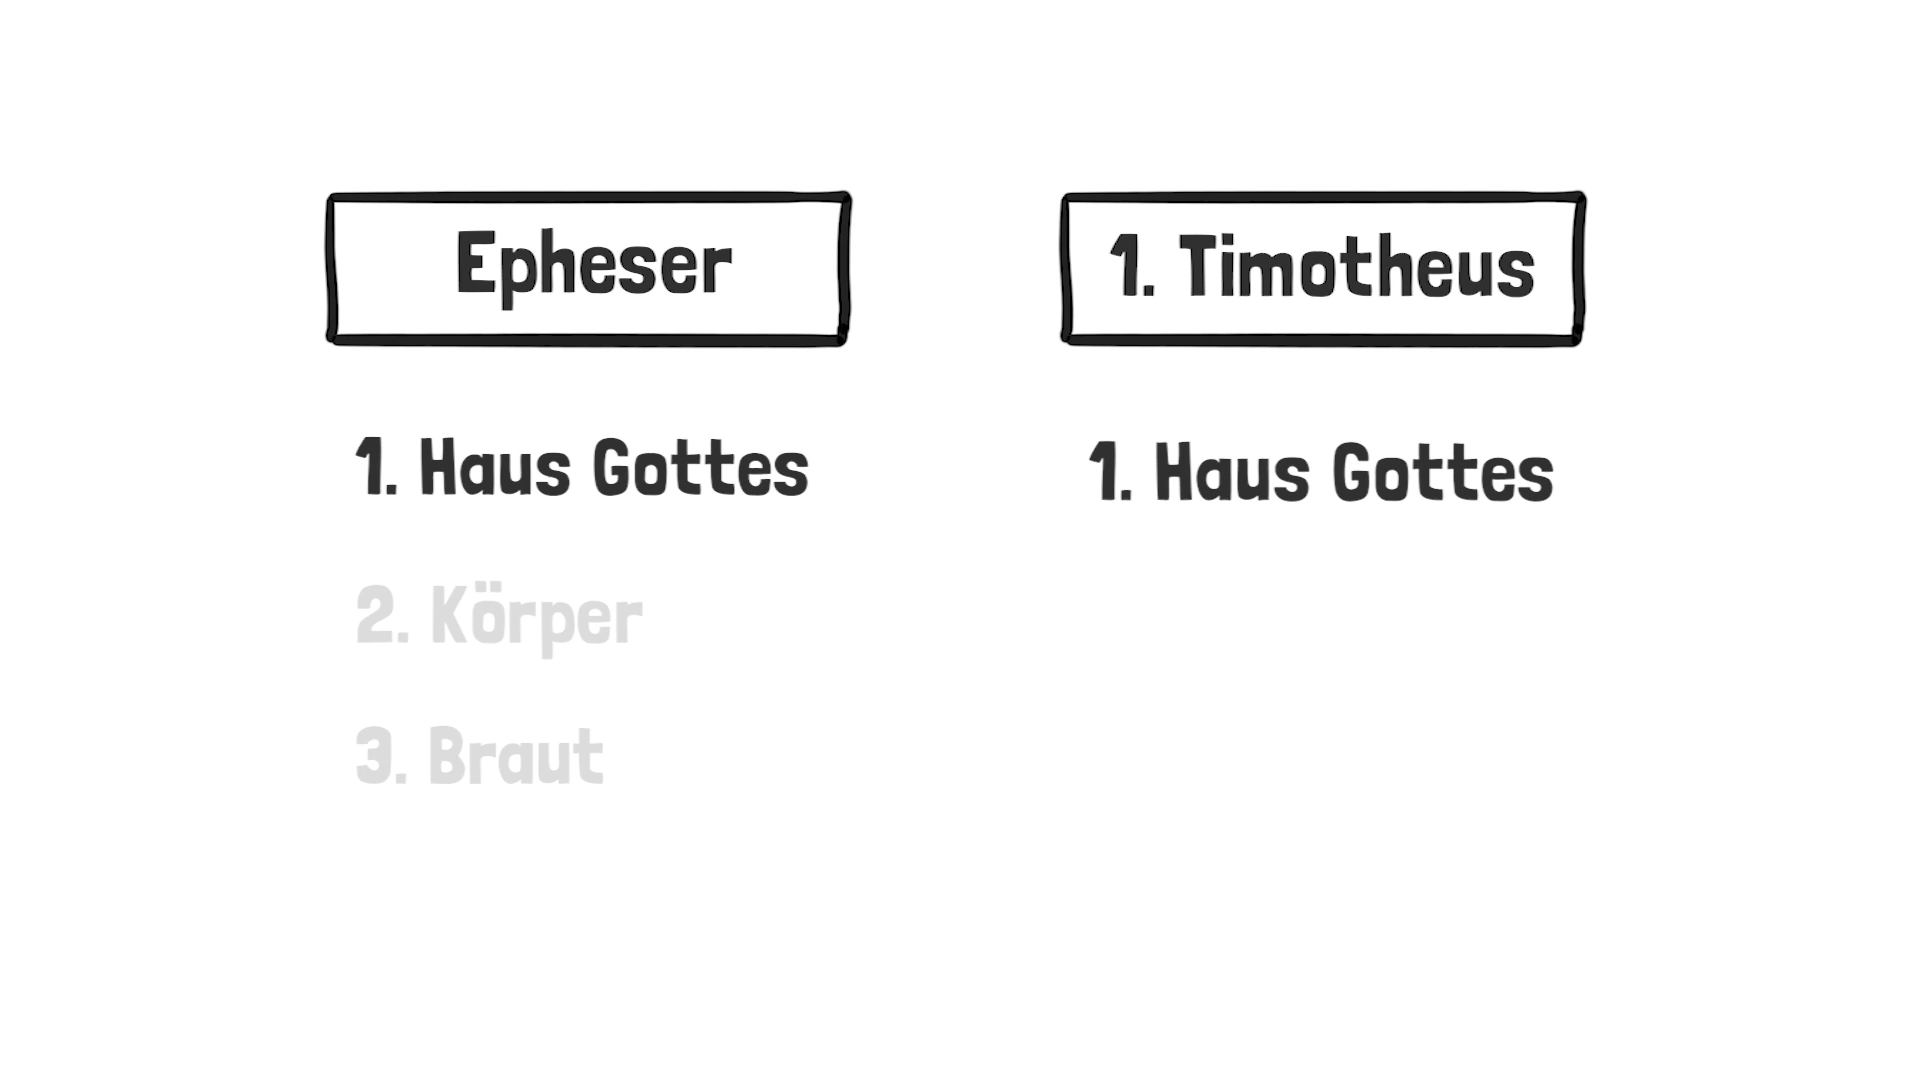 Epheser
1. Haus Gottes
2. Körper
3. Braut
1. Timotheus
1. Haus Gottes